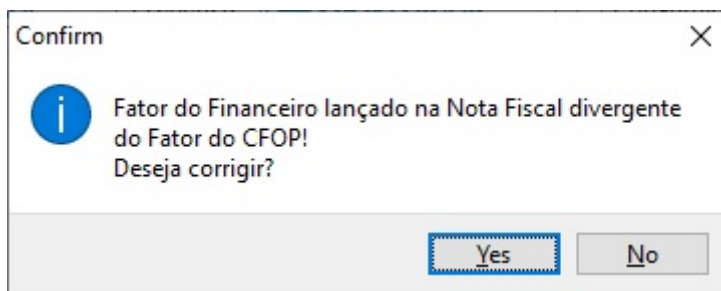 Confirm
Fator do Financeiro lançado na Nota Fiscal divergente
do Fator do CFOP!
Deseja corrigir?
Yes
No